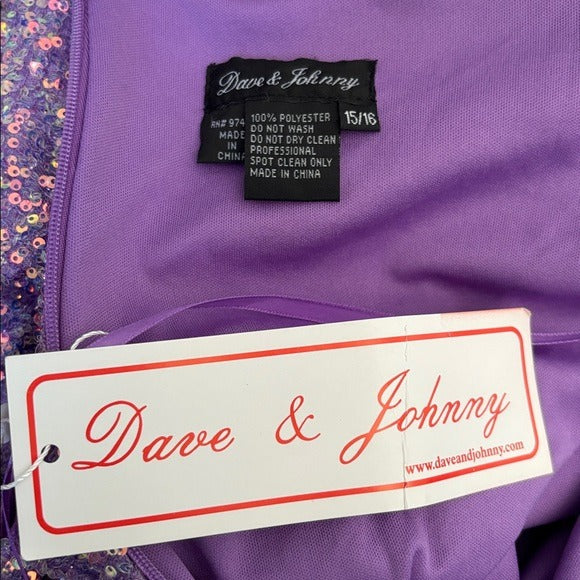 Dave & Johnny
15/16
RN# 974
MADE
IN
CHINA
100% POLYESTER
DO NOT WASH
DO NOT DRY CLEAN
PROFESSIONAL
SPOT CLEAN ONLY
MADE IN CHINA
Dave & Johnny
www.daveandjohnny.com